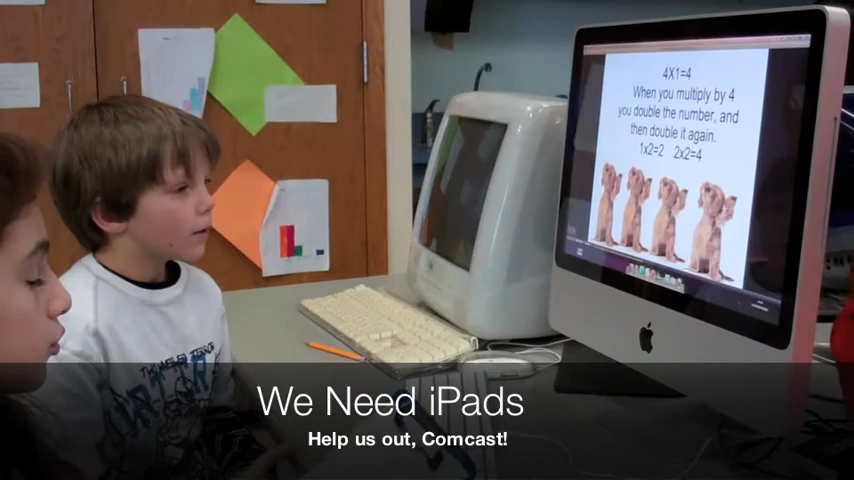 4X1=4
When you multiply by 4
you double the number, and
then double it again.
1x2=2 2x2=4
We Need iPads
Help us out, Comcast!